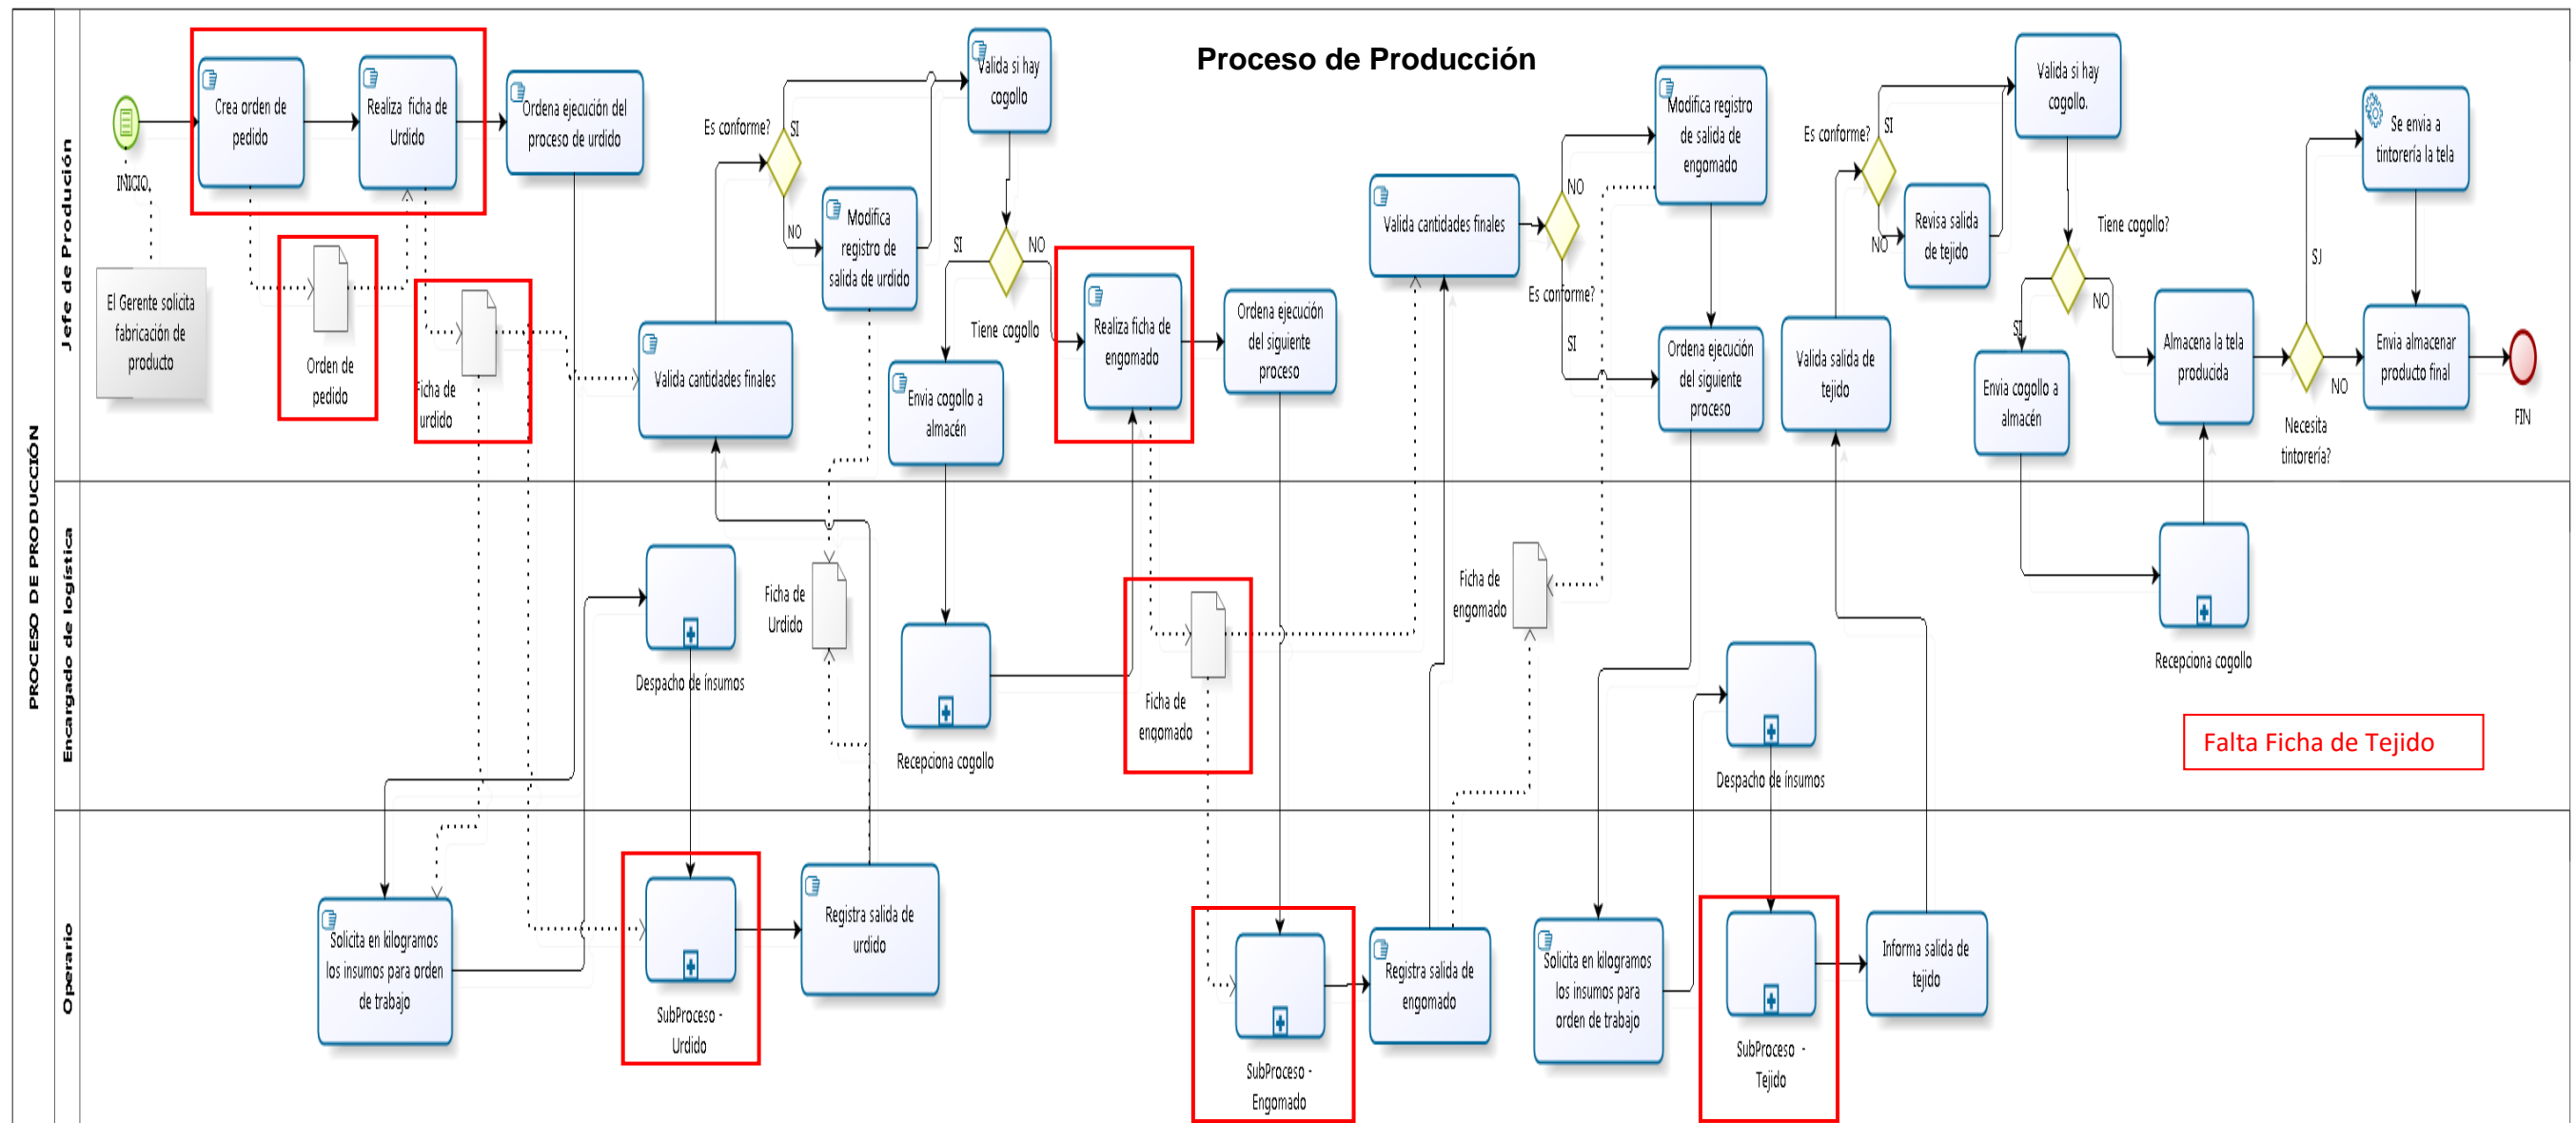 Proceso de Producción
PROCESO DE PRODUCCIÓN
Jefe de Produción
INICIO.
El Gerente solicita
fabricación de
producto
Crea orden de
pedido
Realiza ficha de
Urdido
Ordena ejecución del
proceso de urdido
Orden de
pedido
Ficha de
urdido
Valida cantidades finales
Es conforme?
SI
NO
Modifica
registro de
salida de urdido
Valida si hay
cogollo
SI
NO
Tiene cogollo
Envia cogollo a
almacén
Realiza ficha de
engomado
Ordena ejecución
del siguiente
proceso
Valida cantidades finales
NO
Es conforme?
SI
Modifica registro
de salida de
engomado
Ordena ejecución
del siguiente
proceso
Valida salida de
tejido
Es conforme?
SI
NO
Revisa salida
de tejido
Valida si hay
cogollo.
Tiene cogollo?
SI
NO
Envia cogollo a
almacén
Almacena la tela
producida
SI
NO
Necesita
tintorería?
Se envia a
tintorería la tela
Envia almacenar
producto final
FIN
Encargado de logística
Despacho de ínsumos
Ficha de
Urdido
Recepciona cogollo
Ficha de
engomado
Ficha de
engomado
Despacho de ínsumos
Recepciona cogollo
Falta Ficha de Tejido
Operario
Solicita en kilogramos
los insumos para orden
de trabajo
SubProceso -
Urdido
Registra salida de
urdido
SubProceso -
Engomado
Registra salida de
engomado
Solicita en kilogramos
los insumos para
orden de trabajo
SubProceso -
Tejido
Informa salida de
tejido